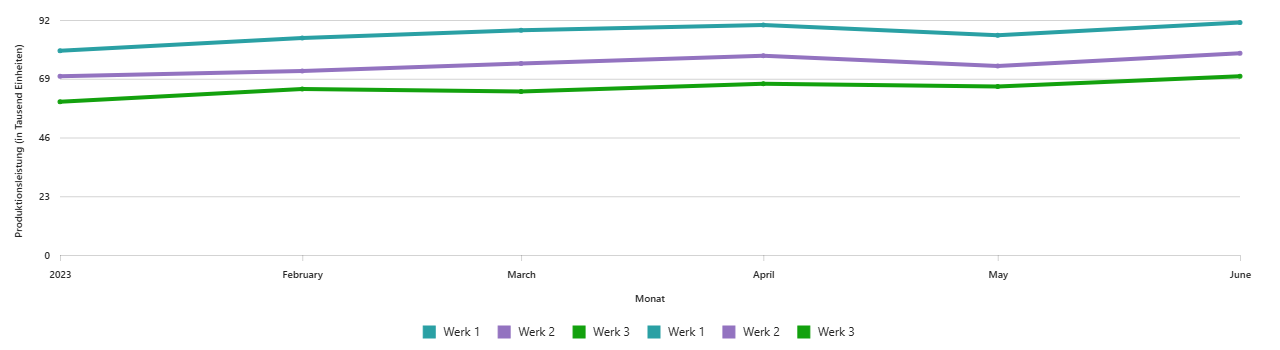 92
69
46
23
0
Produktionsleistung (in Tausend Einheiten)
2023 February March April May June
Monat
Werk 1 Werk 2 Werk 3 Werk 1 Werk 2 Werk 3